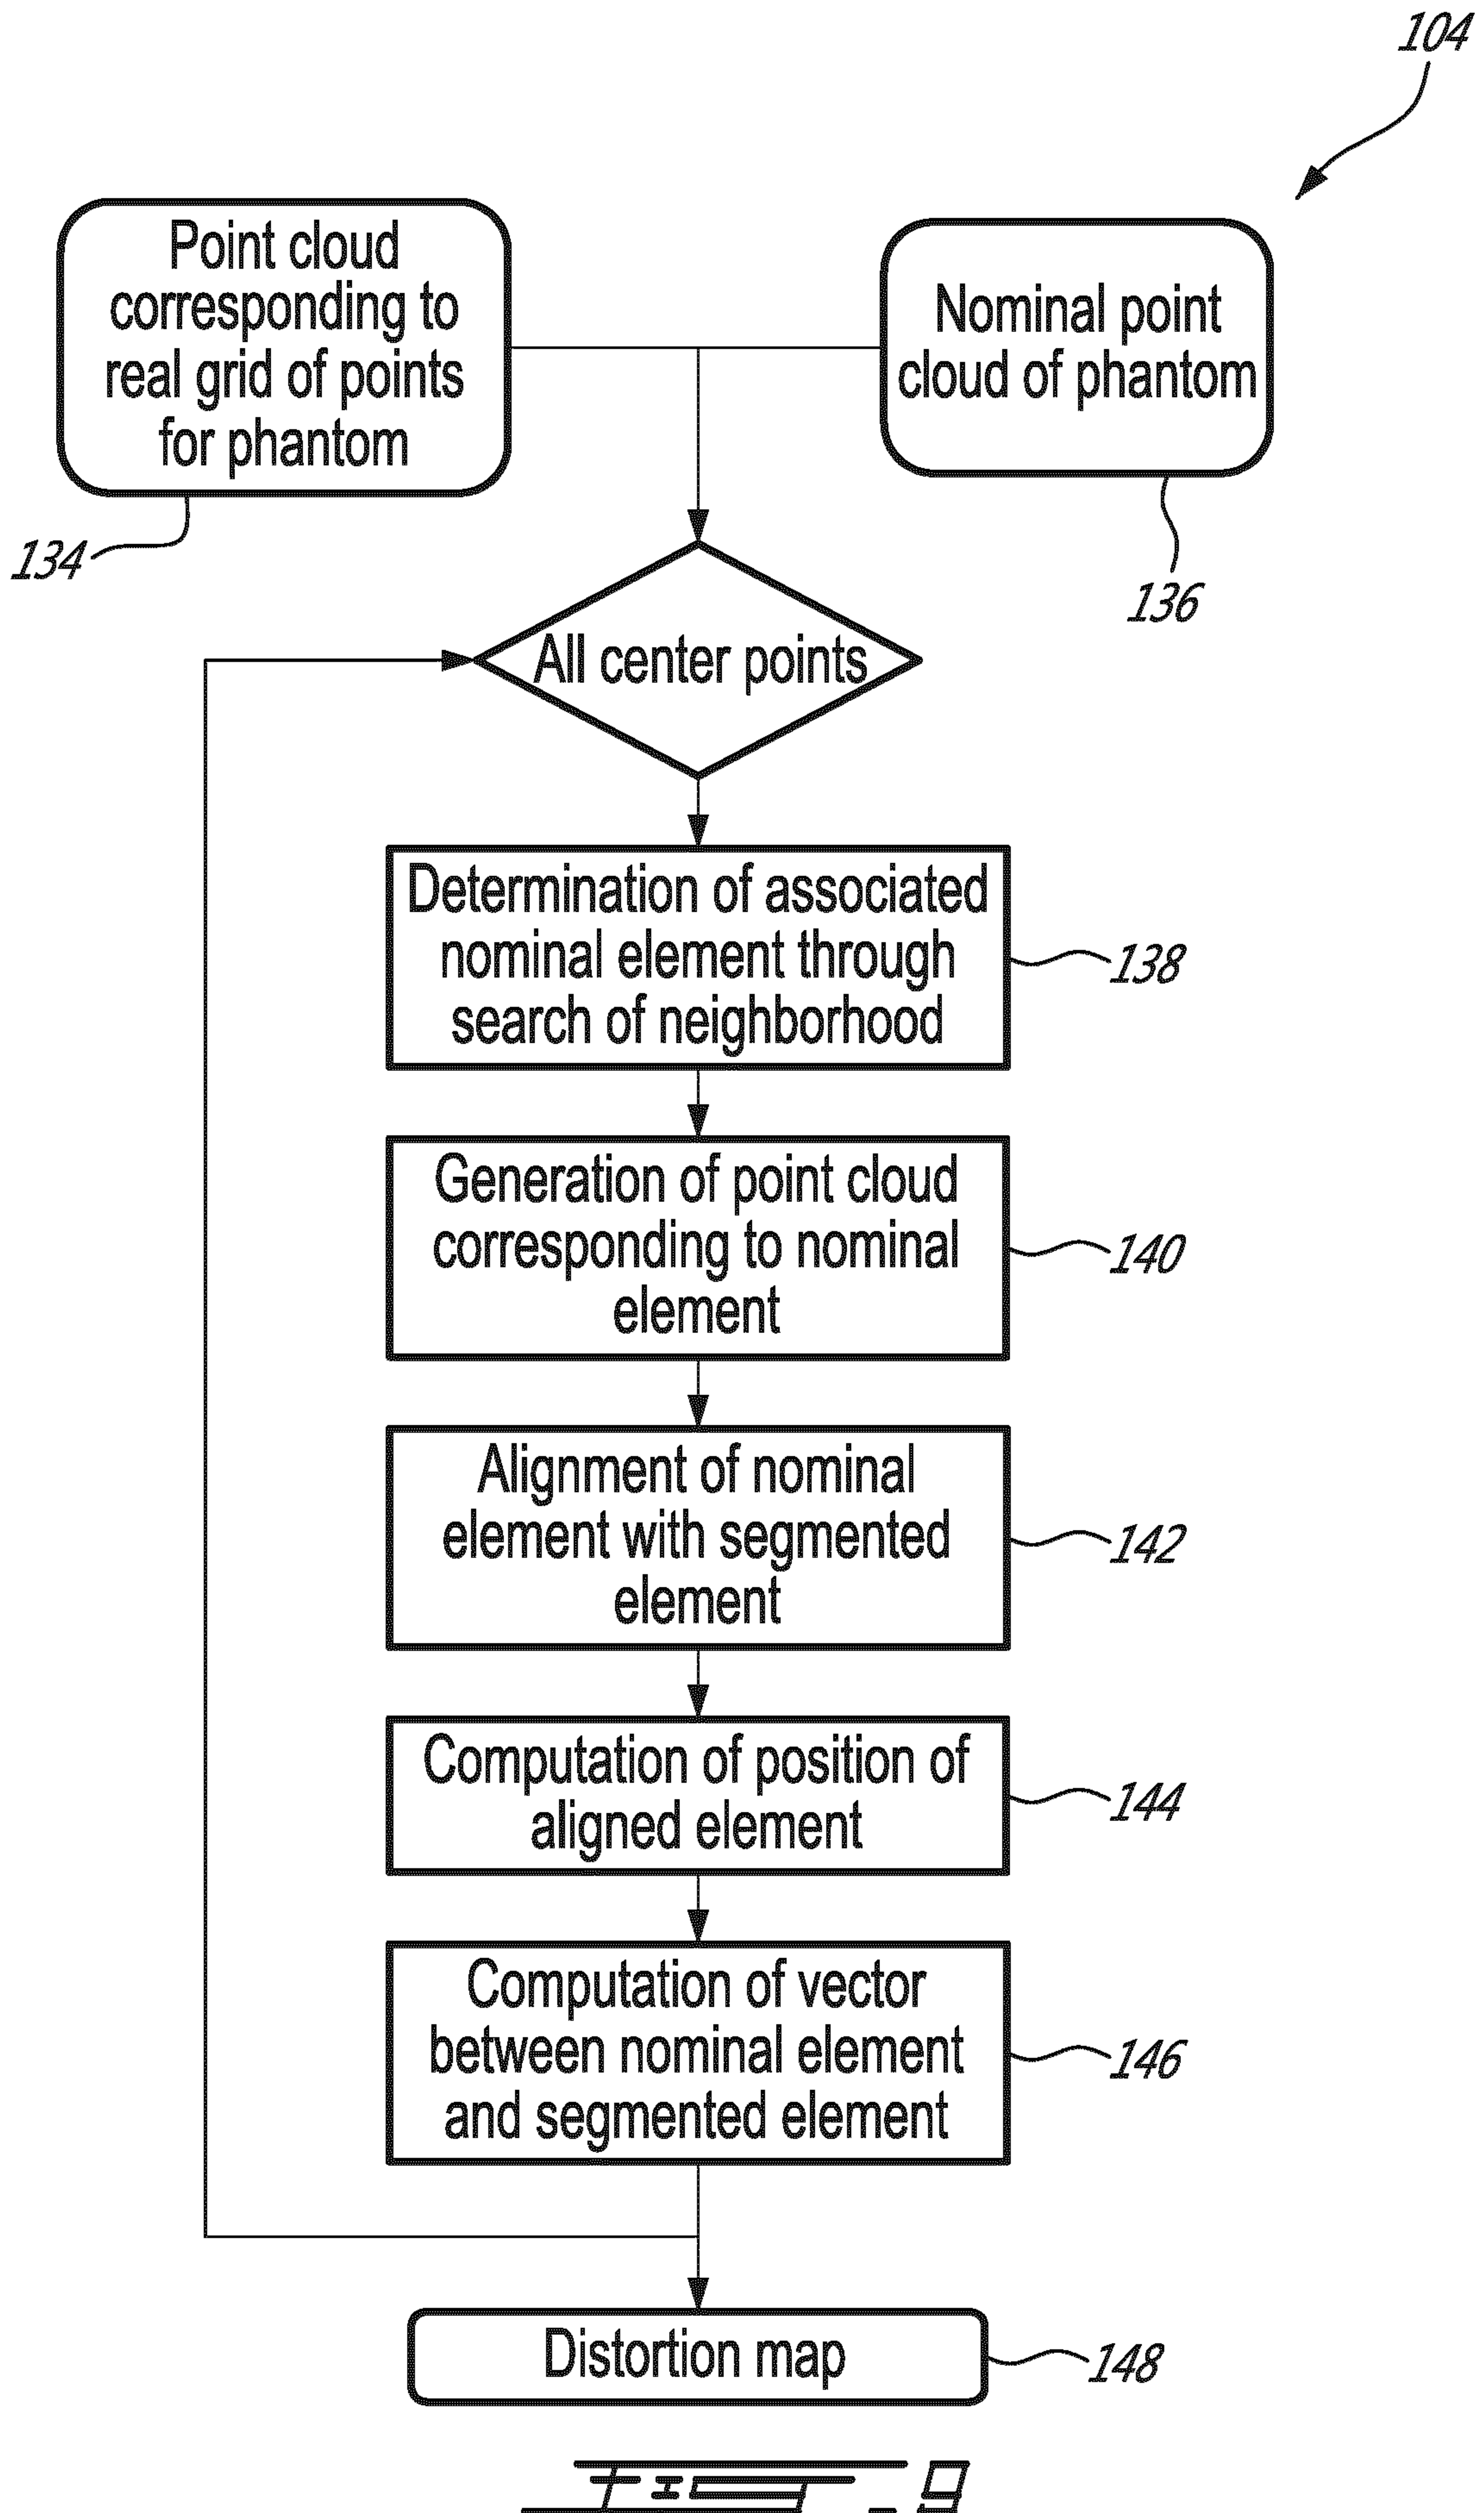 104
Point cloud
corresponding to
real grid of points
for phantom
Nominal point
cloud of phantom
134
136
All center points
Determination of associated
nominal element through
search of neighborhood
138
Generation of point cloud
corresponding to nominal
element
140
Alignment of nominal
element with segmented
element
142
Computation of position of
aligned element
144
Computation of vector
between nominal element
and segmented element
146
Distortion map
148